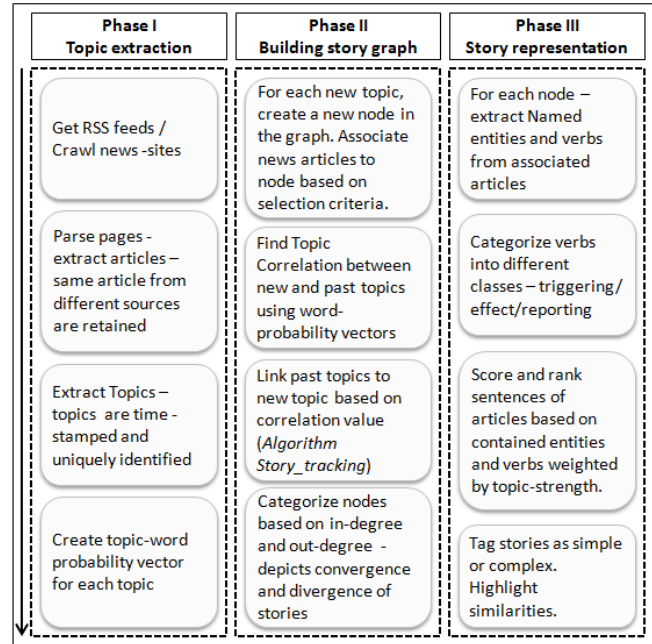 Phase I
Topic extraction
Get RSS feeds /
Crawl news -sites
Parse pages -
extract articles –
same article from
different sources
are retained
Extract Topics –
topics are time -
stamped and
uniquely identified
Create topic-word
probability vector
for each topic
Phase II
Building story graph
For each new topic,
create a new node in
the graph. Associate
news articles to
node based on
selection criteria.
Find Topic
Correlation between
new and past topics
using word-
probability vectors
Link past topics to
new topic based on
correlation value
(Algorithm
Story_tracking)
Categorize nodes
based on in-degree
and out-degree -
depicts convergence
and divergence of
stories
Phase III
Story representation
For each node –
extract Named
entities and verbs
from associated
articles
Categorize verbs
into different
classes – triggering/
effect/reporting
Score and rank
sentences of
articles based on
contained entities
and verbs weighted
by topic-strength.
Tag stories as simple
or complex.
Highlight
similarities.